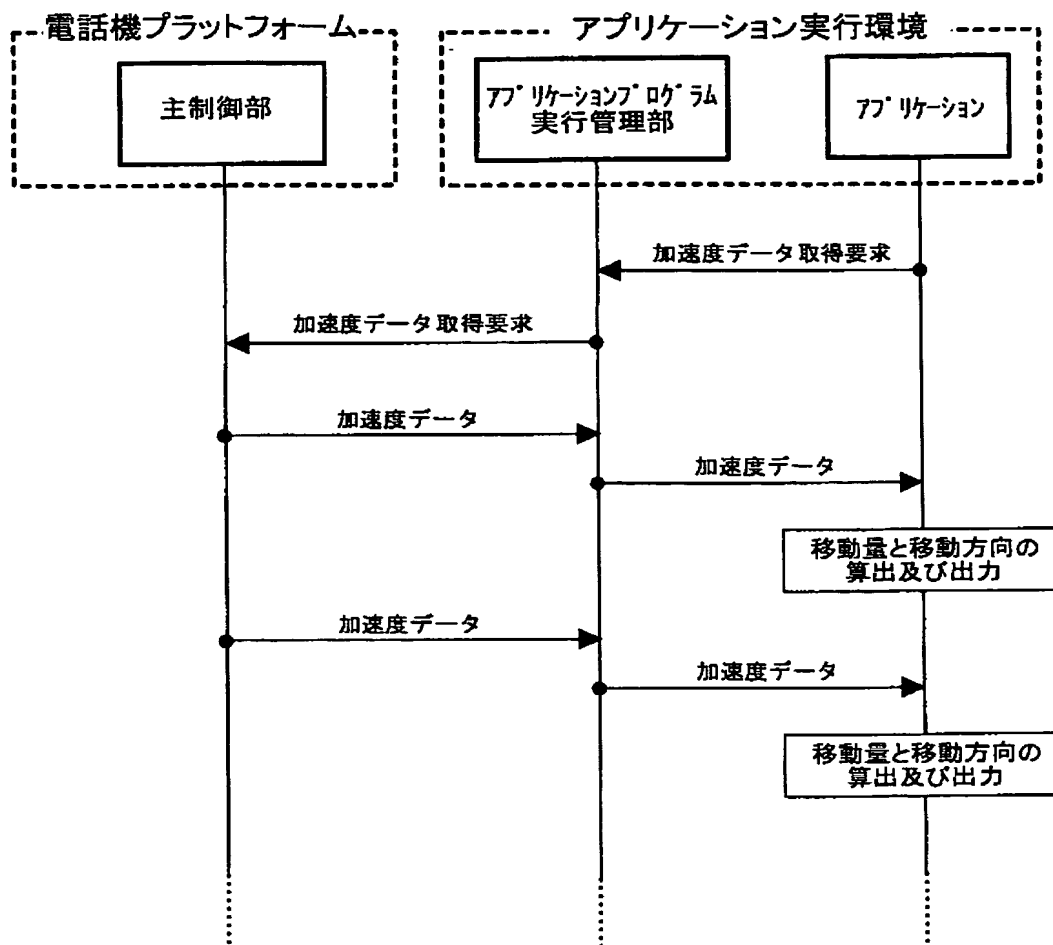 電話機プラットフォーム
アプリケーション実行環境
主制御部
ｱﾌﾟﾘｹｰｼｮﾝﾌﾟﾛｸﾞﾗﾑ
実行管理部
ｱﾌﾟﾘｹｰｼｮﾝ
加速度データ取得要求
加速度データ取得要求
加速度データ
加速度データ
移動量と移動方向の
算出及び出力
加速度データ
加速度データ
移動量と移動方向の
算出及び出力